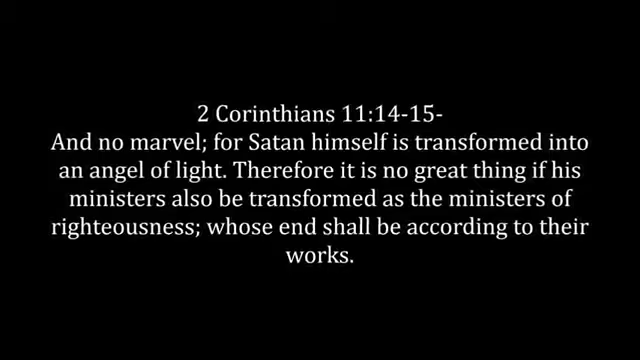 2 Corinthians 11:14-15-
And no marvel; for Satan himself is transformed into
an angel of light. Therefore it is no great thing if his
ministers also be transformed as the ministers of
righteousness; whose end shall be according to their
works.